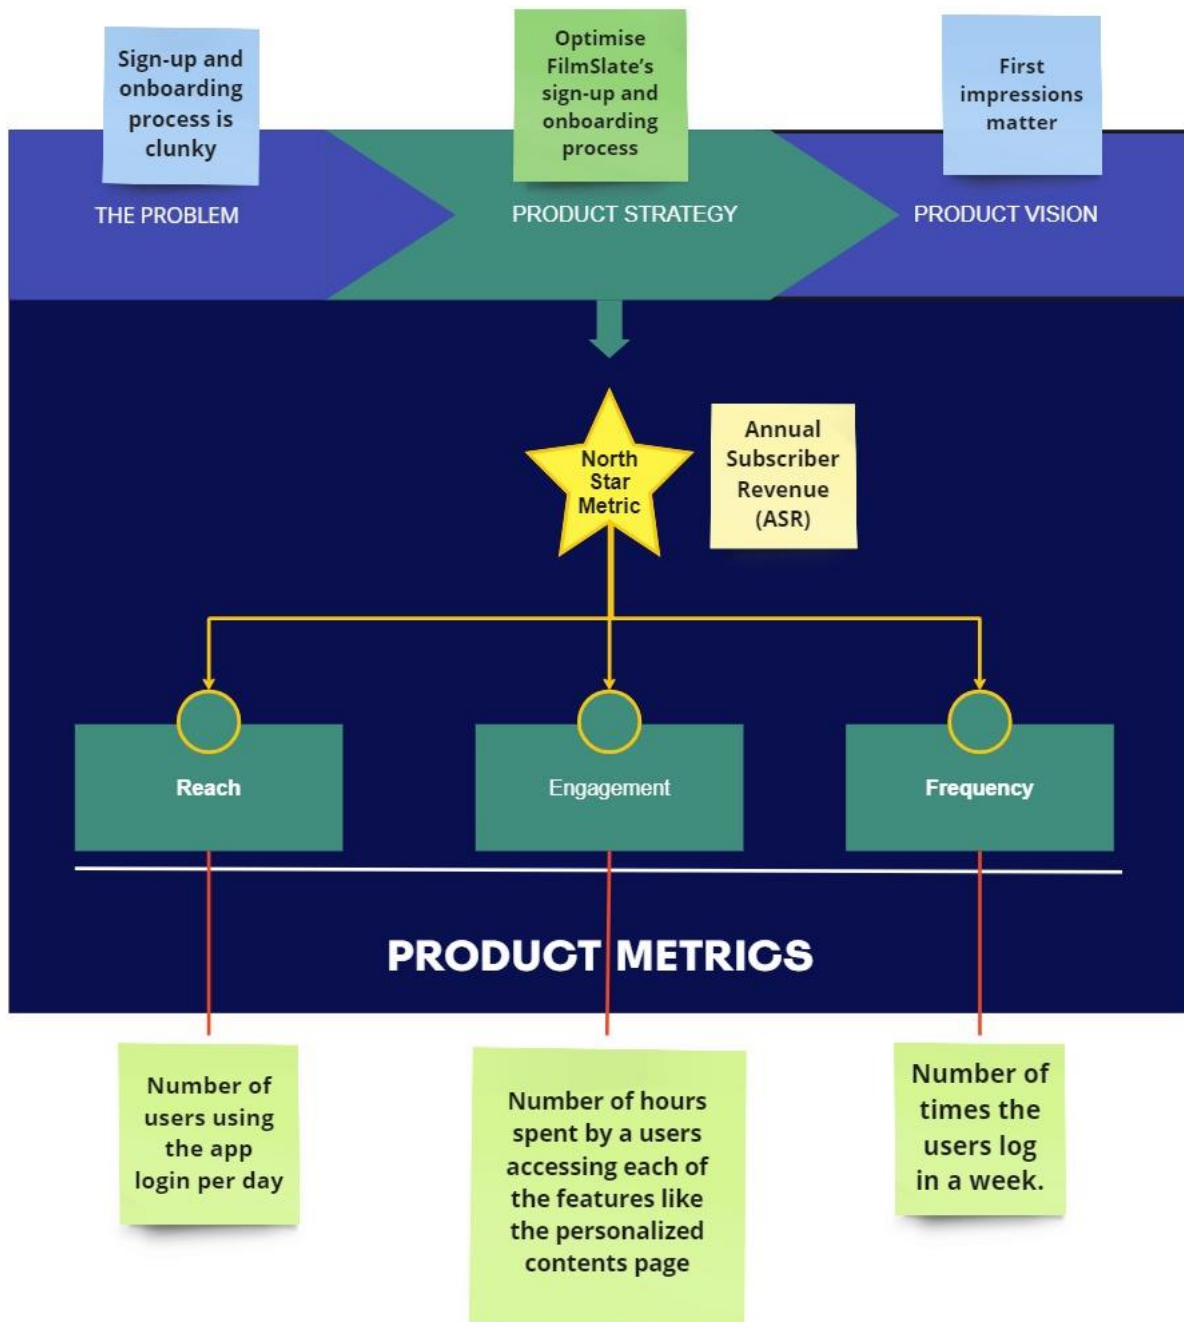 Sign-up and
onboarding
process is
clunky
Optimise
FilmSlate's
sign-up and
onboarding
process
First
impressions
matter
THE PROBLEM
PRODUCT STRATEGY
PRODUCT VISION
North
Star
Metric
Annual
Subscriber
Revenue
(ASR)
Reach
Engagement
Frequency
PRODUCT METRICS
Number of
users using
the app
login per day
Number of hours
spent by a users
accessing each of
the features like
the personalized
contents page
Number of
times the
users log
in a week.